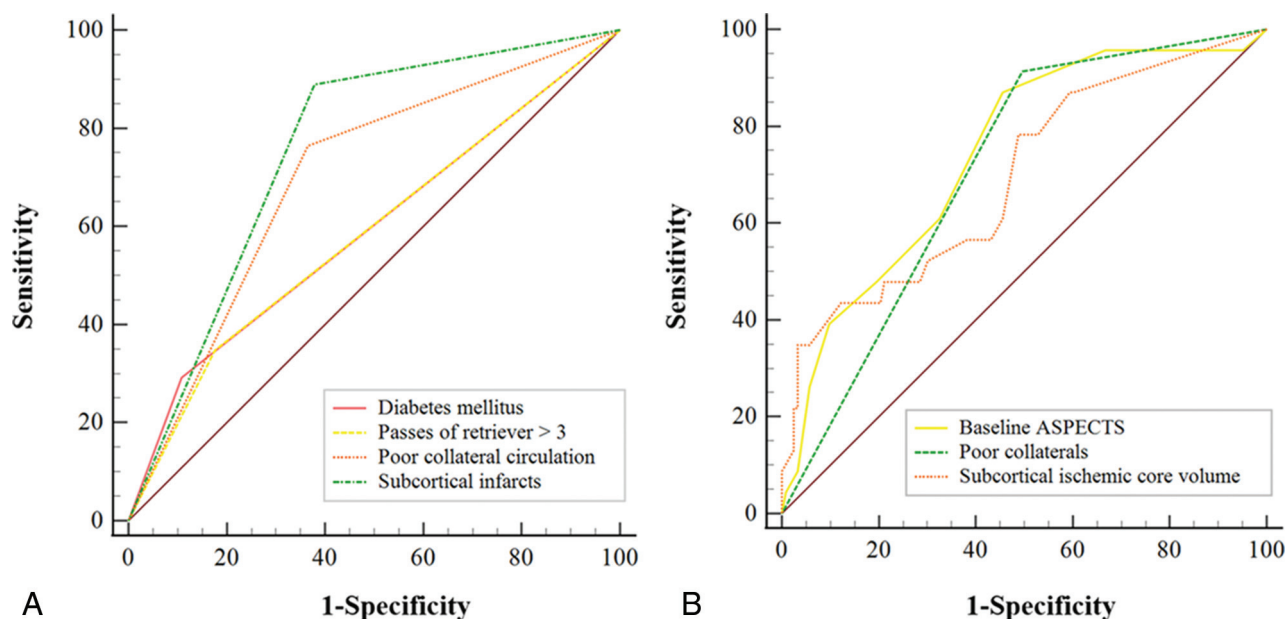 100
80
60
40
20
0
Sensitivity
Diabetes mellitus
Passes of retriever > 3
Poor collateral circulation
Subcortical infarcts
0 20 40 60 80 100
1-Specificity
A
100
80
60
40
20
0
Sensitivity
Baseline ASPECTS
Poor collaterals
Subcortical ischemic core volume
0 20 40 60 80 100
1-Specificity
B